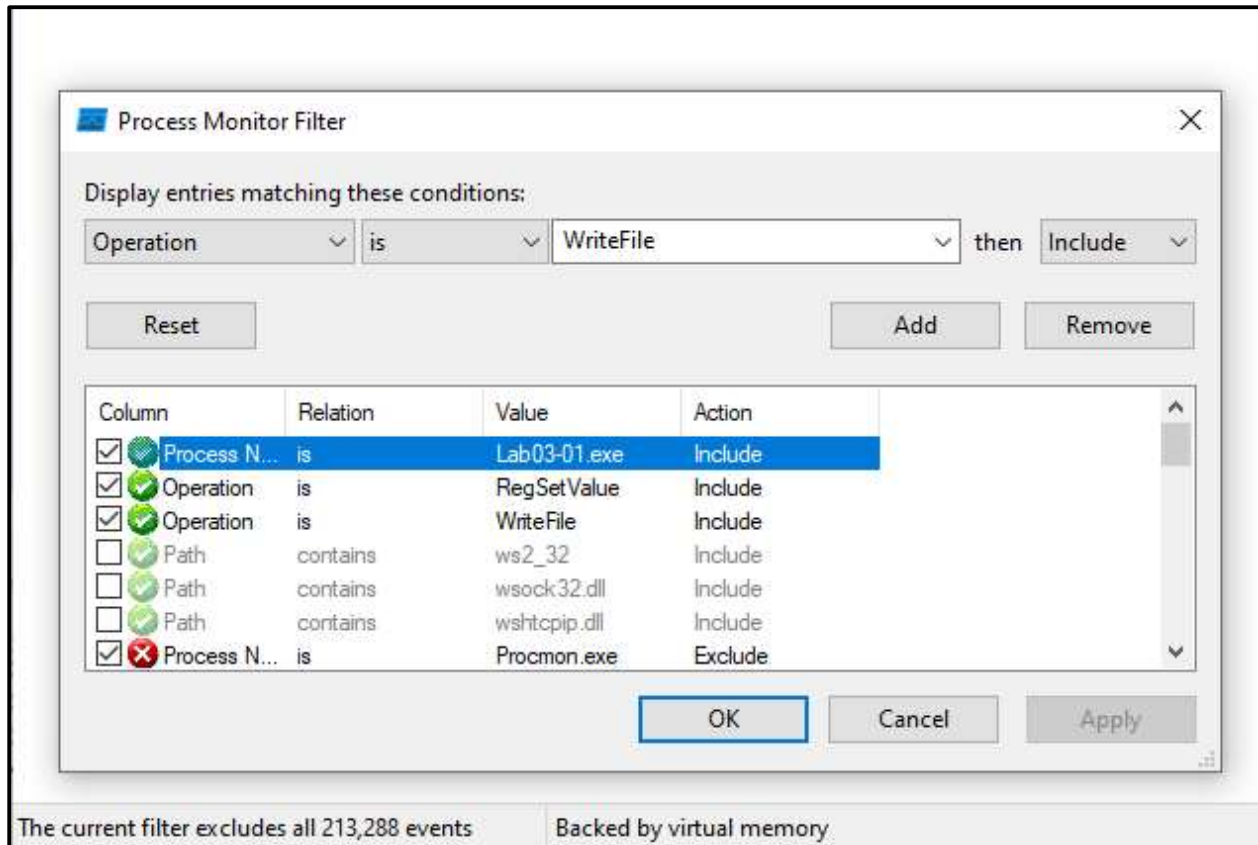 Process Monitor Filter
Display entries matching these conditions:
Operation is WriteFile then Include
Reset Add Remove
Column Relation Value Action
Process N... is Lab03-01.exe Include
Operation is RegSetValue Include
Operation is WriteFile Include
Path contains ws2_32 Include
Path contains wsock32.dll Include
Path contains wshtcpip.dll Include
Process N... is Procmon.exe Exclude
OK Cancel Apply
The current filter excludes all 213,288 events Backed by virtual memory